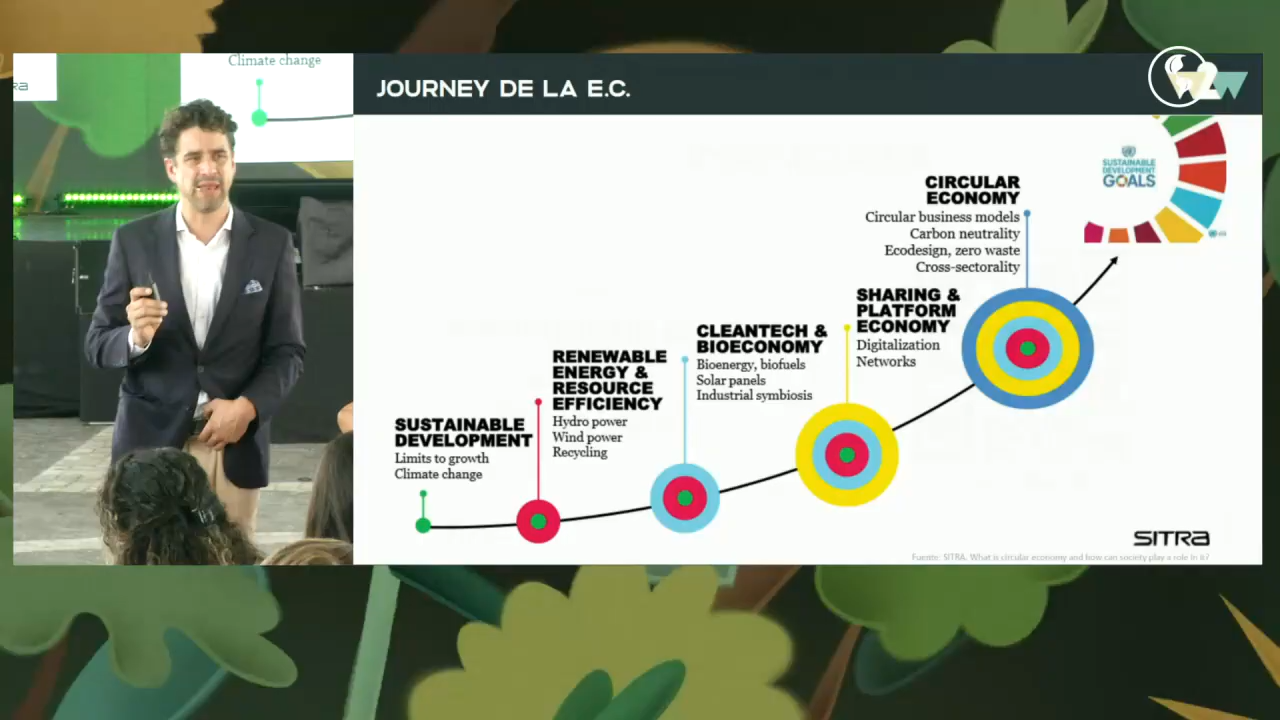 Climate change
JOURNEY DE LA E.C.
W2W
SUSTAINABLE
DEVELOPMENT
GOALS
CIRCULAR
ECONOMY
Circular business models
Carbon neutrality
Ecodesign, zero waste
Cross-sectorality
SHARING &
PLATFORM
ECONOMY
Digitalization
Networks
CLEANTECH &
BIOECONOMY
Bioenergy, biofuels
Solar panels
Industrial symbiosis
RENEWABLE
ENERGY &
RESOURCE
EFFICIENCY
Hydro power
Wind power
Recycling
SUSTAINABLE
DEVELOPMENT
Limits to growth
Climate change
SITRA
Fuente: SITRA. What is circular economy and how can society play a role in it?